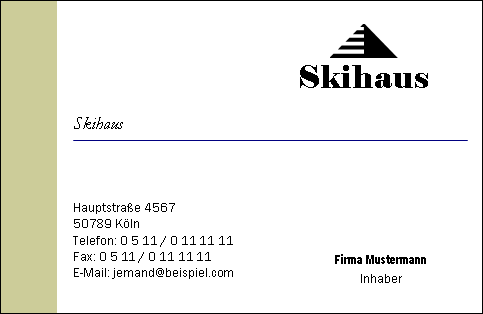 Skihaus
Skihaus
Hauptstraße 4567
50789 Köln
Telefon: 0 5 11 / 0 11 11 11
Fax: 0 5 11 / 0 11 11 11
E-Mail: jemand@beispiel.com
Firma Mustermann
Inhaber